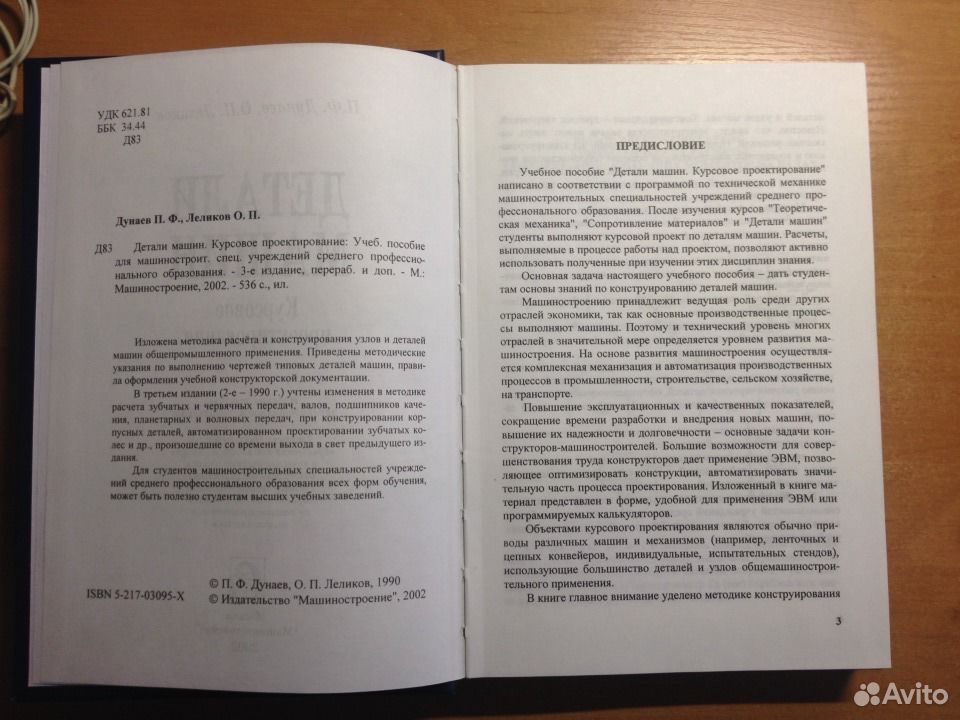 УДК 621.81
ББК 34.44
Д83
Дунаев П. Ф., Леликов О. П.
Д83 Детали машин. Курсовое проектирование: Учеб. пособие
для машиностроит. спец. учреждений среднего профессио-
нального образования. - 3-е издание, перераб. и доп. - М.:
Машиностроение, 2002. - 536 с., ил.
Изложена методика расчёта и конструирования узлов и деталей
машин общепромышленного применения. Приведены методические
указания по выполнению чертежей типовых деталей машин, прави-
ла оформления учебной конструкторской документации.
В третьем издании (2-е – 1990 г.) учтены изменения в методике
расчета зубчатых и червячных передач, валов, подшипников каче-
ния, планетарных и волновых передач, при конструировании кор-
пусных деталей, автоматизированном проектировании зубчатых ко-
лес и др., произошедшие со времени выхода в свет предыдущего из-
дания.
Для студентов машиностроительных специальностей учрежде-
ний среднего профессионального образования всех форм обучения,
может быть полезно студентам высших учебных заведений.
© П. Ф. Дунаев, О. П. Леликов, 1990
ISBN 5-217-03095-X © Издательство "Машиностроение", 2002
ПРЕДИСЛОВИЕ
Учебное пособие "Детали машин. Курсовое проектирование"
написано в соответствии с программой по технической механике
машиностроительных специальностей учреждений среднего про-
фессионального образования. После изучения курсов "Теоретиче-
ская механика", "Сопротивление материалов" и "Детали машин"
студенты выполняют курсовой проект по деталям машин. Расчеты,
выполняемые в процессе работы над проектом, позволяют активно
использовать полученные при изучении этих дисциплин знания.
Основная задача настоящего учебного пособия – дать студен-
там основы знаний по конструированию деталей машин.
Машиностроению принадлежит ведущая роль среди других
отраслей экономики, так как основные производственные процес-
сы выполняют машины. Поэтому и технический уровень многих
отраслей в значительной мере определяется уровнем развития ма-
шиностроения. На основе развития машиностроения осуществля-
ется комплексная механизация и автоматизация производственных
процессов в промышленности, строительстве, сельском хозяйстве,
на транспорте.
Повышение эксплуатационных и качественных показателей,
сокращение времени разработки и внедрения новых машин, по-
вышение их надежности и долговечности – основные задачи
конструкторов-машиностроителей. Большие возможности для совер-
шенствования труда конструкторов дает применение ЭВМ, позво-
ляющее оптимизировать конструкции, автоматизировать значи-
тельную часть процесса проектирования. Изложенный в книге ма-
териал представлен в форме, удобной для применения ЭВМ или
программируемых калькуляторов.
Объектами курсового проектирования являются обычно при-
воды различных машин и механизмов (например, ленточных и
цепных конвейеров, индивидуальные, испытательных стендов),
использующие большинство деталей и узлов общемашинострои-
тельного применения.
В книге главное внимание уделено методике конструирования
3
Avito